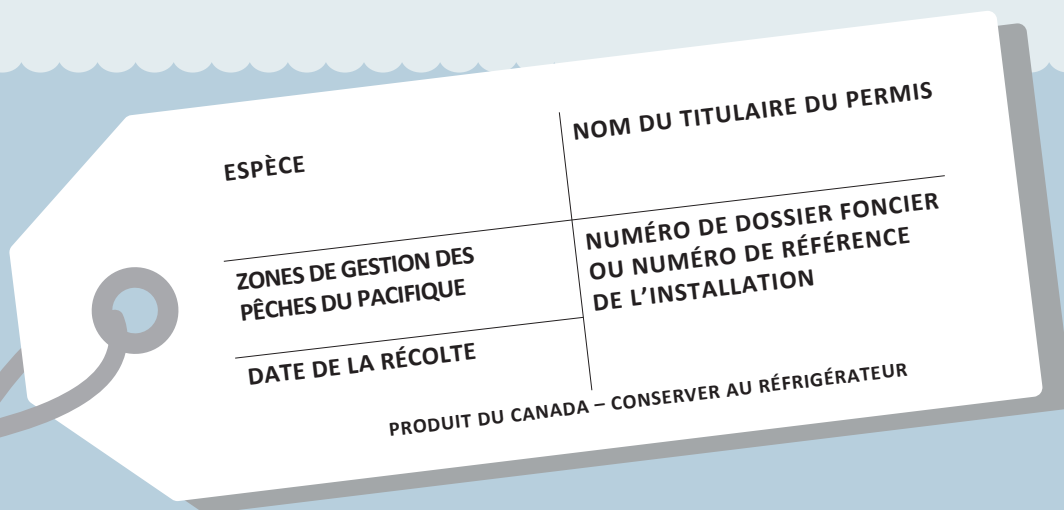 ESPÈCE
NOM DU TITULAIRE DU PERMIS
ZONES DE GESTION DES
PÊCHES DU PACIFIQUE
NUMÉRO DE DOSSIER FONCIER
OU NUMÉRO DE RÉFÉRENCE
DE L’INSTALLATION
DATE DE LA RÉCOLTE
PRODUIT DU CANADA – CONSERVER AU RÉFRIGÉRATEUR